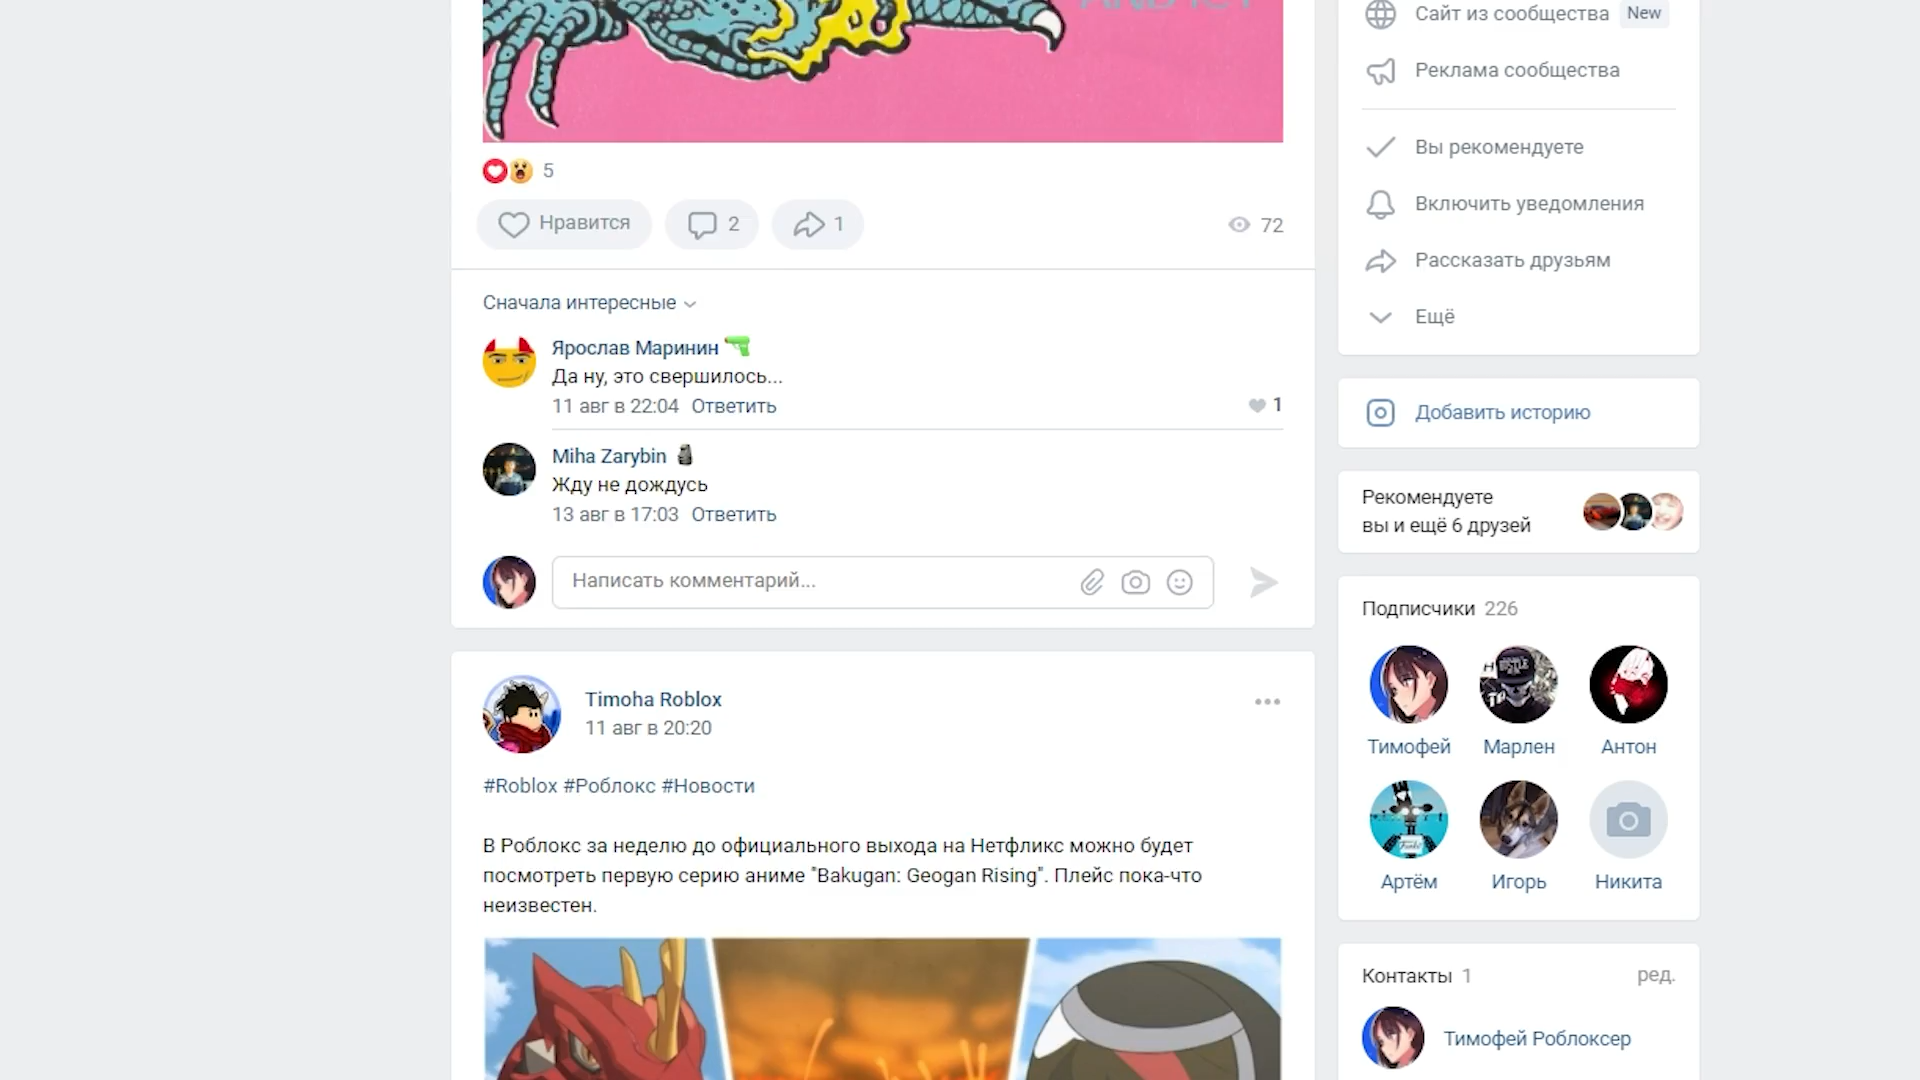 Сайт из сообщества New
Реклама сообщества
Вы рекомендуете
Включить уведомления
Рассказать друзьям
Ещё
Добавить историю
Рекомендуете
вы и ещё 6 друзей
Подписчики 226
Тимофей Марлен Антон
Артём Игорь Никита
Контакты 1 ред.
Тимофей Роблоксер
5
Нравится 2 1 72
Сначала интересные
Ярослав Маринин
Да ну, это свершилось...
11 авг в 22:04 Ответить 1
Miha Zarybin
Жду не дождусь
13 авг в 17:03 Ответить
Написать комментарий...
Timoha Roblox
11 авг в 20:20
#Roblox #Роблокс #Новости
В Роблокс за неделю до официального выхода на Нетфликс можно будет
посмотреть первую серию аниме "Bakugan: Geogan Rising". Плейс пока-что
неизвестен.